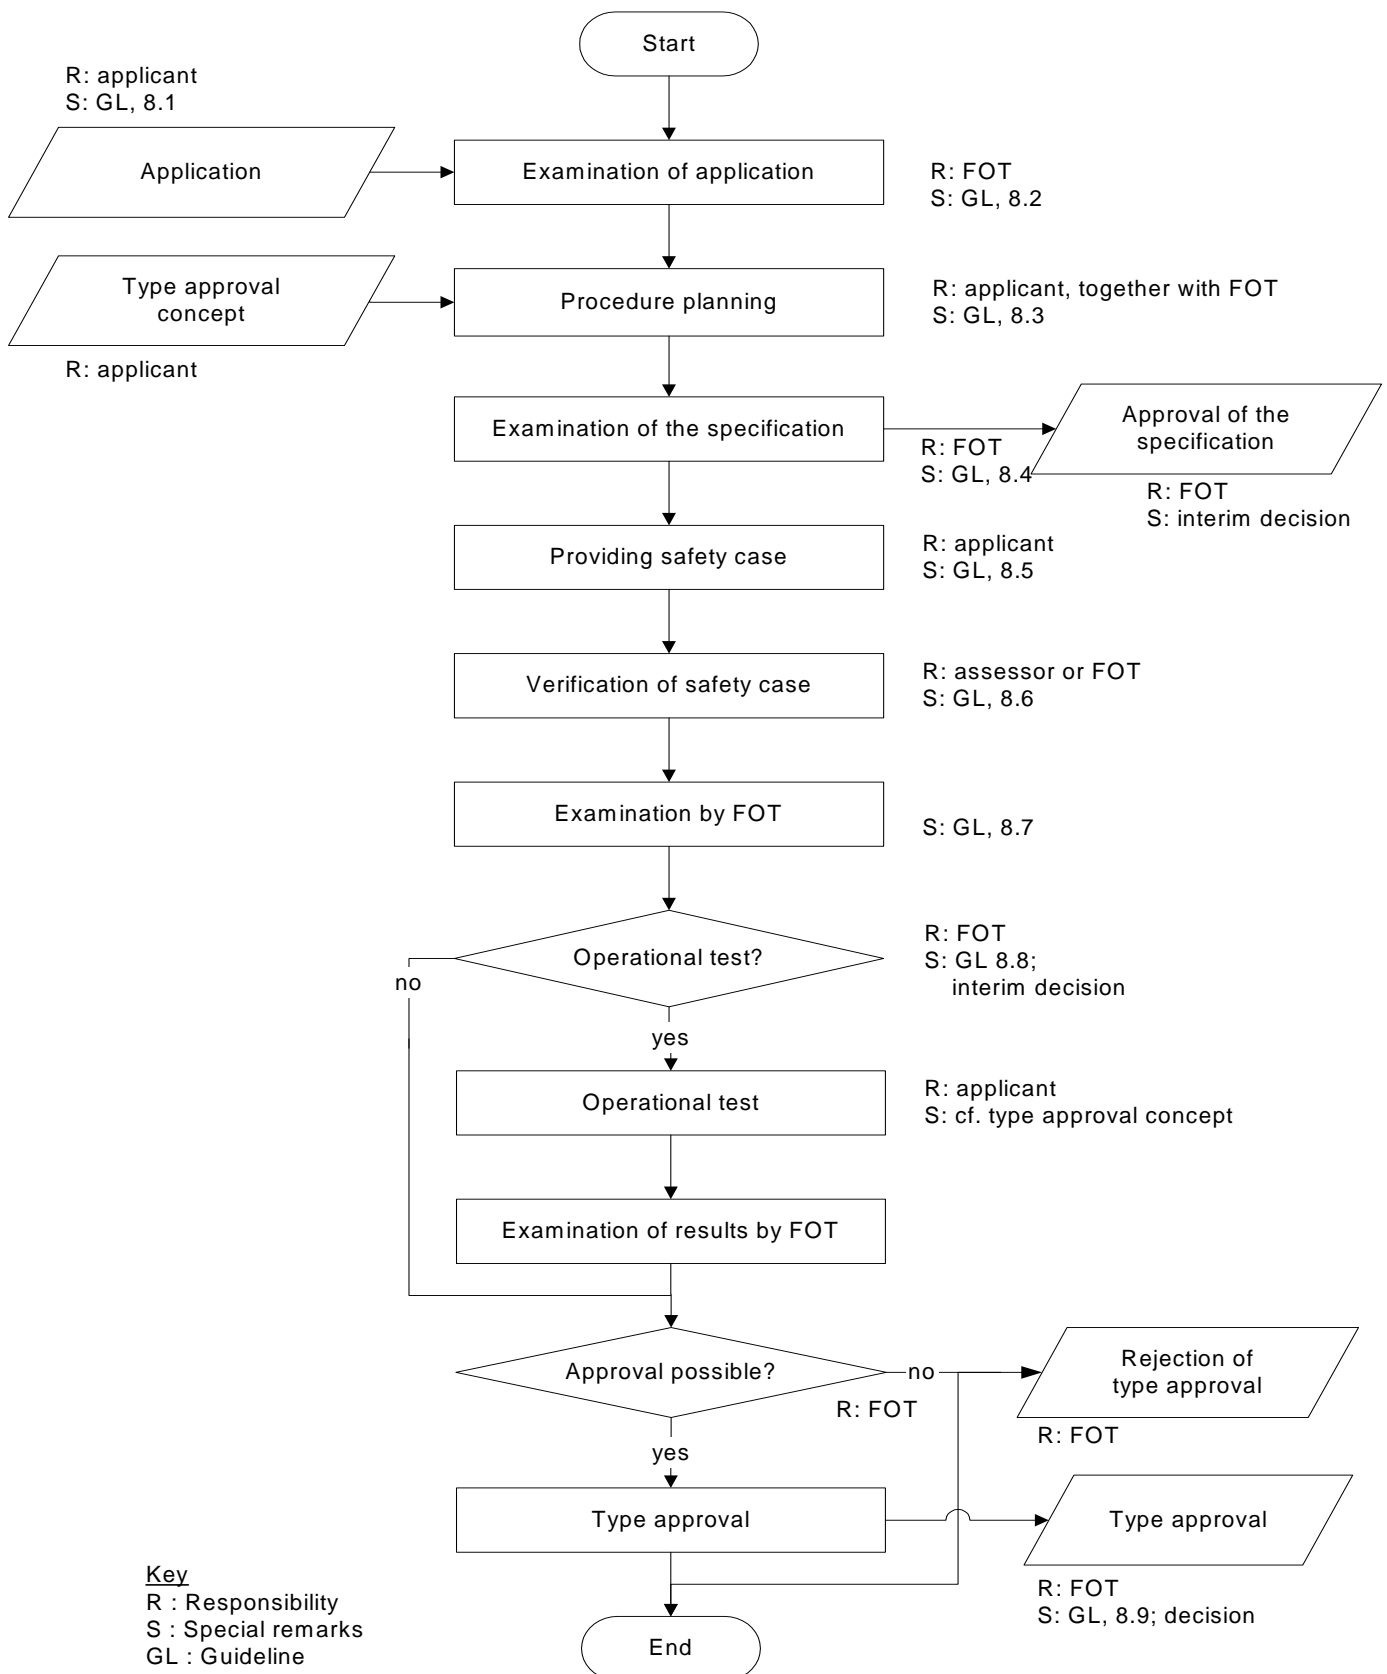 Start
R: applicant
S: GL, 8.1
Application
Examination of application
R: FOT
S: GL, 8.2
Type approval
concept
R: applicant
Procedure planning
R: applicant, together with FOT
S: GL, 8.3
Examination of the specification
R: FOT
S: GL, 8.4
Approval of the
specification
R: FOT
S: interim decision
Providing safety case
R: applicant
S: GL, 8.5
Verification of safety case
R: assessor or FOT
S: GL, 8.6
Examination by FOT
S: GL, 8.7
Operational test?
R: FOT
S: GL 8.8;
interim decision
no
yes
Operational test
R: applicant
S: cf. type approval concept
Examination of results by FOT
Approval possible?
no
R: FOT
Rejection of
type approval
R: FOT
yes
Type approval
Type approval
R: FOT
S: GL, 8.9; decision
Key
R : Responsibility
S : Special remarks
GL : Guideline
End